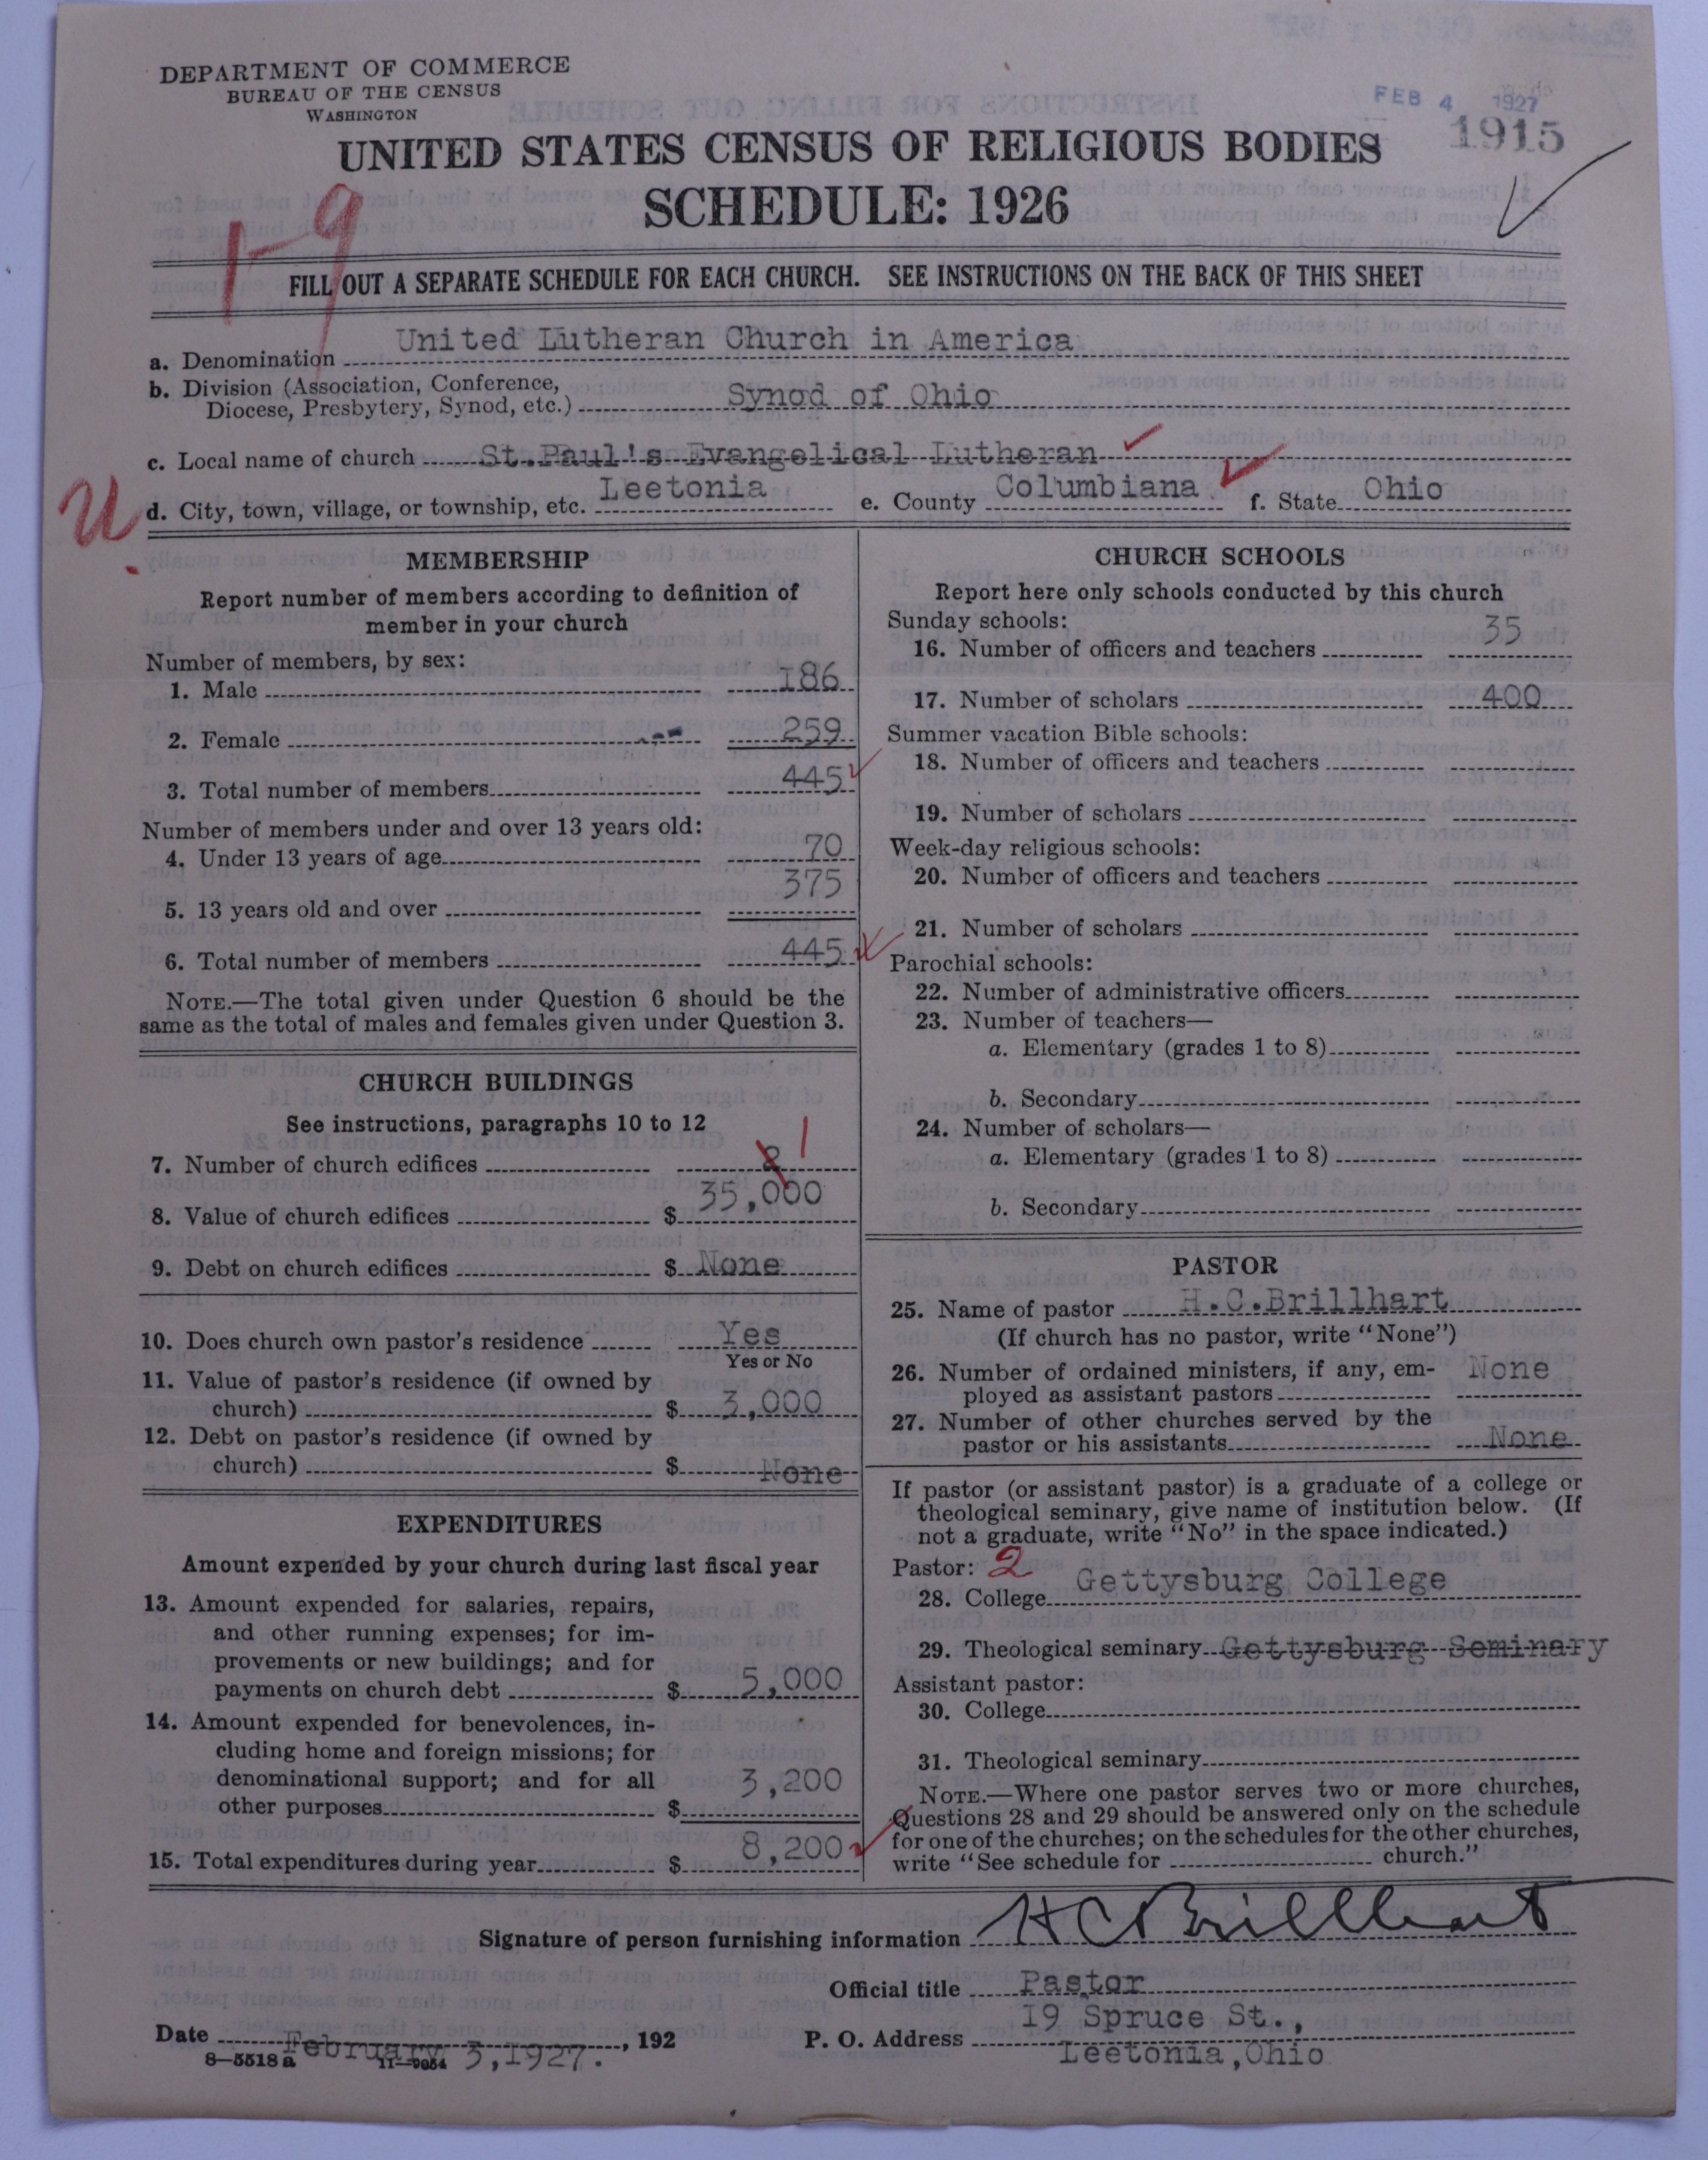 DEPARTMENT OF COMMERCE
BUREAU OF THE CENSUS
WASHINGTON
FEB 4 1927
1915
UNITED STATES CENSUS OF RELIGIOUS BODIES
SCHEDULE: 1926
1-9
FILL OUT A SEPARATE SCHEDULE FOR EACH CHURCH. SEE INSTRUCTIONS ON THE BACK OF THIS SHEET
a. Denomination United Lutheran Church in America
b. Division (Association, Conference,
Diocese, Presbytery, Synod, etc.) Synod of Ohio
c. Local name of church St.Paul's Evangelical Lutheran
U.
d. City, town, village, or township, etc. Leetonia e. County Columbiana f. State Ohio
MEMBERSHIP
Report number of members according to definition of
member in your church
Number of members, by sex:
1. Male 186
2. Female 259
3. Total number of members 445
Number of members under and over 13 years old:
4. Under 13 years of age 70
5. 13 years old and over 375
6. Total number of members 445
NOTE.—The total given under Question 6 should be the
same as the total of males and females given under Question 3.
CHURCH BUILDINGS
See instructions, paragraphs 10 to 12
7. Number of church edifices 2 1
8. Value of church edifices $ 35,000
9. Debt on church edifices $ None
10. Does church own pastor's residence Yes
Yes or No
11. Value of pastor's residence (if owned by
church) $ 3,000
12. Debt on pastor's residence (if owned by
church) $ None
EXPENDITURES
Amount expended by your church during last fiscal year
13. Amount expended for salaries, repairs,
and other running expenses; for im-
provements or new buildings; and for
payments on church debt $ 5,000
14. Amount expended for benevolences, in-
cluding home and foreign missions; for
denominational support; and for all
other purposes $ 3,200
15. Total expenditures during year $ 8,200
CHURCH SCHOOLS
Report here only schools conducted by this church
Sunday schools:
16. Number of officers and teachers 35
17. Number of scholars 400
Summer vacation Bible schools:
18. Number of officers and teachers
19. Number of scholars
Week-day religious schools:
20. Number of officers and teachers
21. Number of scholars
Parochial schools:
22. Number of administrative officers
23. Number of teachers—
a. Elementary (grades 1 to 8)
b. Secondary
24. Number of scholars—
a. Elementary (grades 1 to 8)
b. Secondary
PASTOR
25. Name of pastor H.C.Brillhart
(If church has no pastor, write "None")
26. Number of ordained ministers, if any, em-
ployed as assistant pastors None
27. Number of other churches served by the
pastor or his assistants None
If pastor (or assistant pastor) is a graduate of a college or
theological seminary, give name of institution below. (If
not a graduate, write "No" in the space indicated.)
Pastor: 2
28. College Gettysburg College
29. Theological seminary Gettysburg Seminary
Assistant pastor:
30. College
31. Theological seminary
NOTE.—Where one pastor serves two or more churches,
Questions 28 and 29 should be answered only on the schedule
for one of the churches; on the schedules for the other churches,
write "See schedule for church."
Signature of person furnishing information H C Brillhart
Official title Pastor
Date February 3,1927. , 192
P. O. Address 19 Spruce St.,
Leetonia,Ohio
8—5518a 11—9054